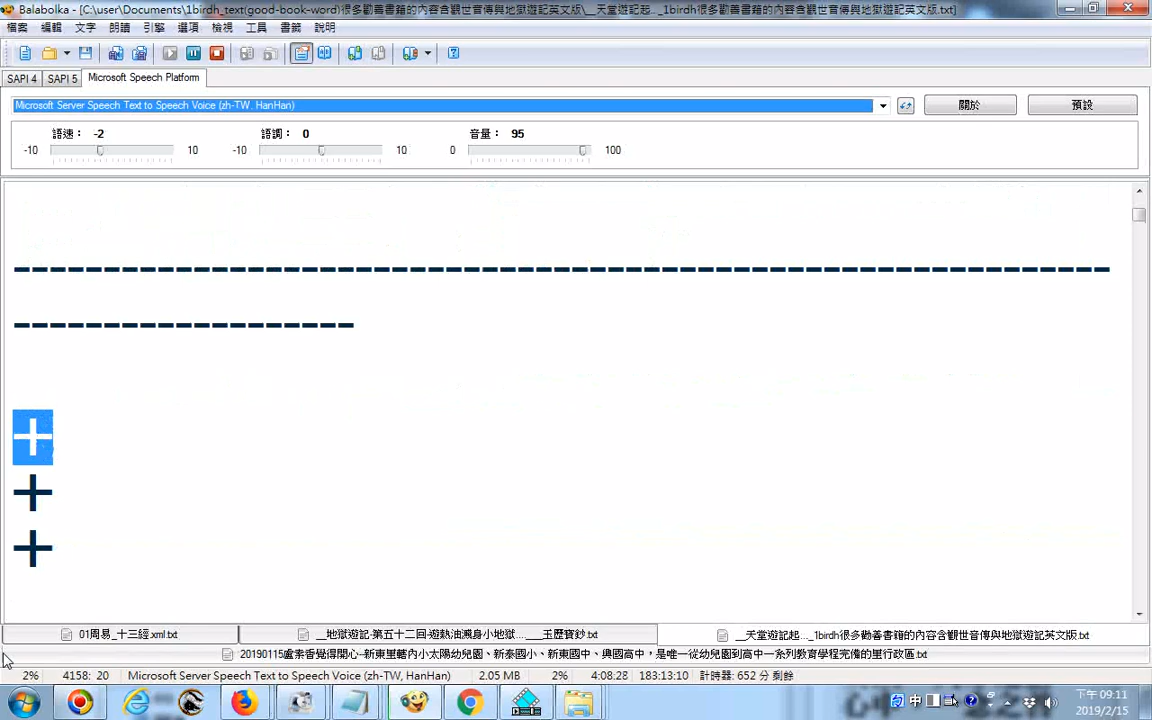 Balabolka - [C:\user\Documents\1birdh_text(good-book-word)很多勸善書籍的內容含觀世音傳與地獄遊記英文版\__天堂遊記起..._1birdh很多勸善書籍的內容含觀世音傳與地獄遊記英文版.txt]
檔案 編輯 文字 朗讀 引擎 選項 檢視 工具 書籤 說明
SAPI 4 SAPI 5 Microsoft Speech Platform
Microsoft Server Speech Text to Speech Voice (zh-TW, HanHan) 關於 預設
語速: -2 語調: 0 音量: 95
-10 10 -10 10 0 100
-------------------------------------------------------------
-------------------
+
+
+
01周易_十三經.xml.txt __地獄遊記-第五十二回-遊熱油濺身小地獄....___玉歷寶鈔.txt __天堂遊記起..._1birdh很多勸善書籍的內容含觀世音傳與地獄遊記英文版.txt
20190115盧素香覺得開心--新東里轄內小太陽幼兒園、新泰國小、新東國中、興國高中，是唯一從幼兒園到高中一系列教育學程完備的里行政區.txt
2% 4158: 20 Microsoft Server Speech Text to Speech Voice (zh-TW, HanHan) 2.05 MB 2% 4:08:28 183:13:10 計時器: 652 分 剩餘
中 下午 09:11
2019/2/15